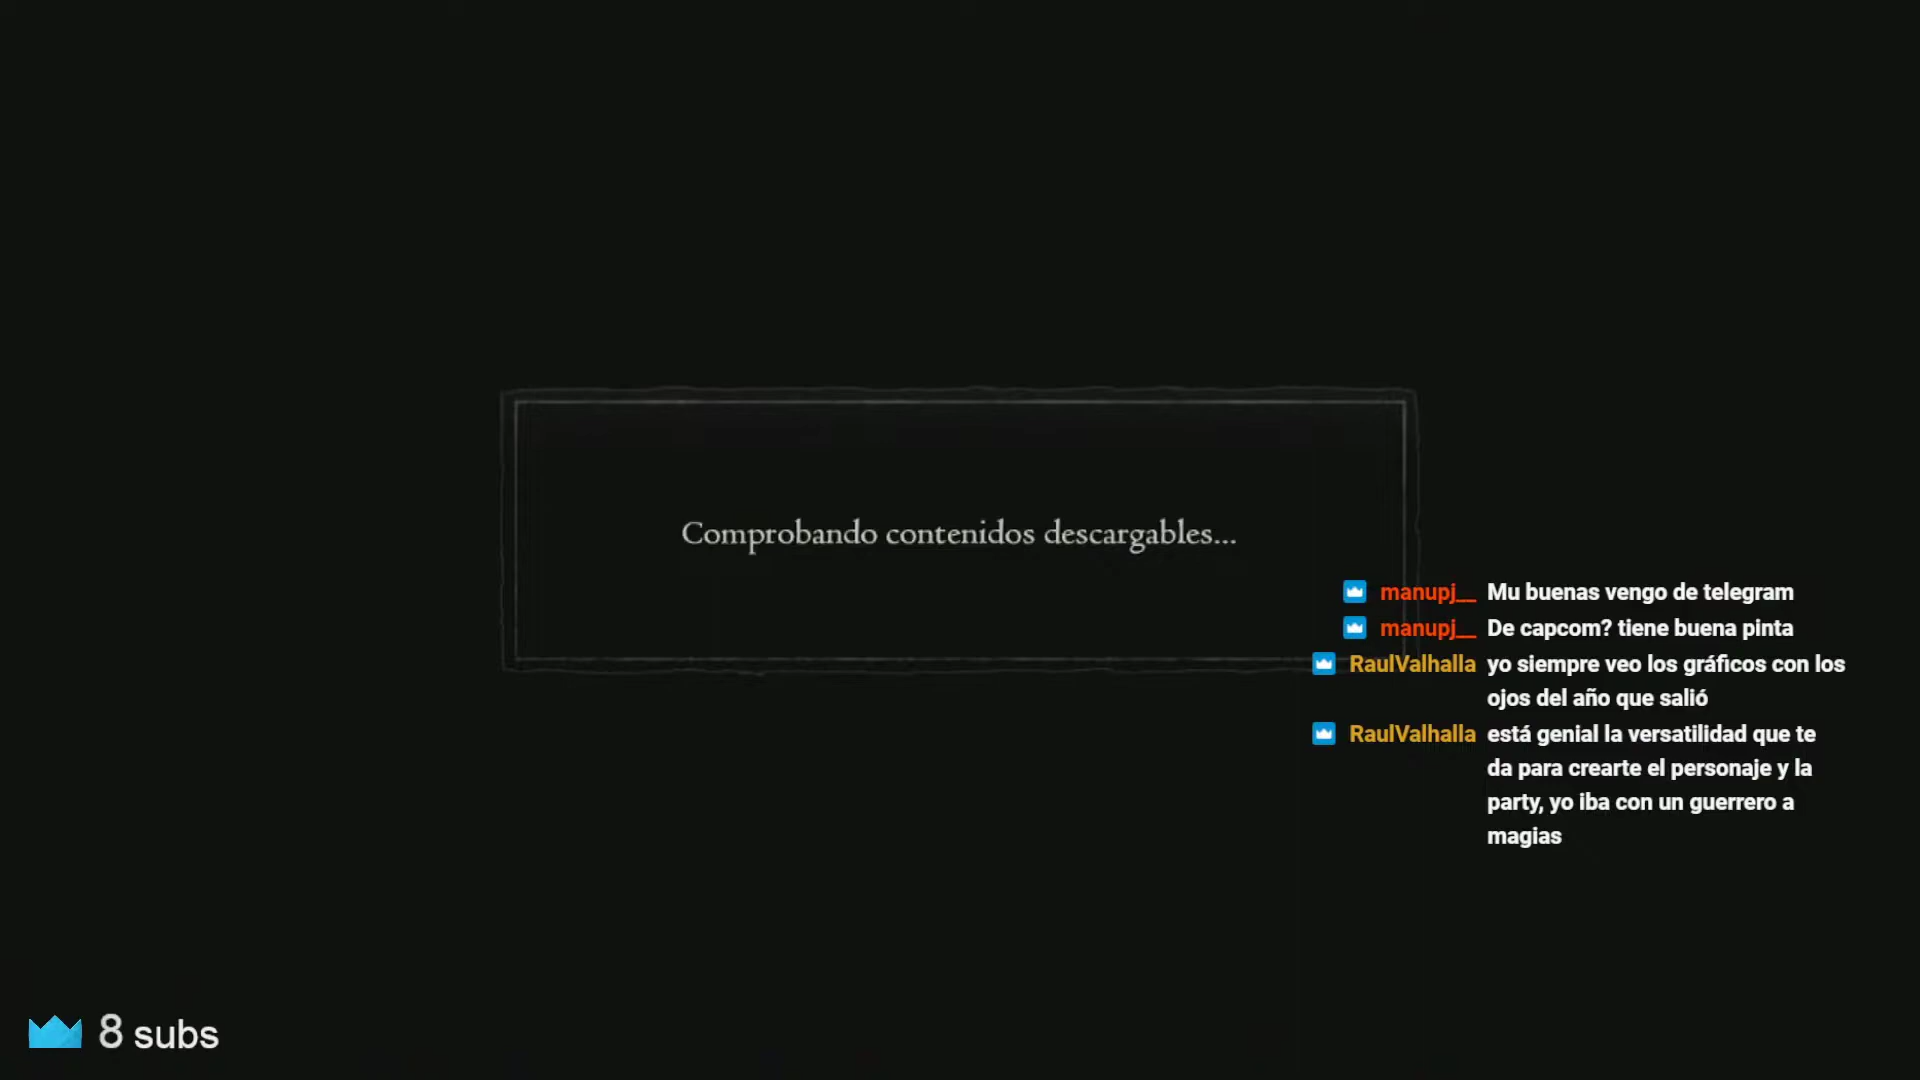 Comprobando contenidos descargables...
manupj__ Mu buenas vengo de telegram
manupj__ De capcom? tiene buena pinta
RaulValhalla yo siempre veo los gráficos con los
ojos del año que salió
RaulValhalla está genial la versatilidad que te
da para crearte el personaje y la
party, yo iba con un guerrero a
magias
8 subs